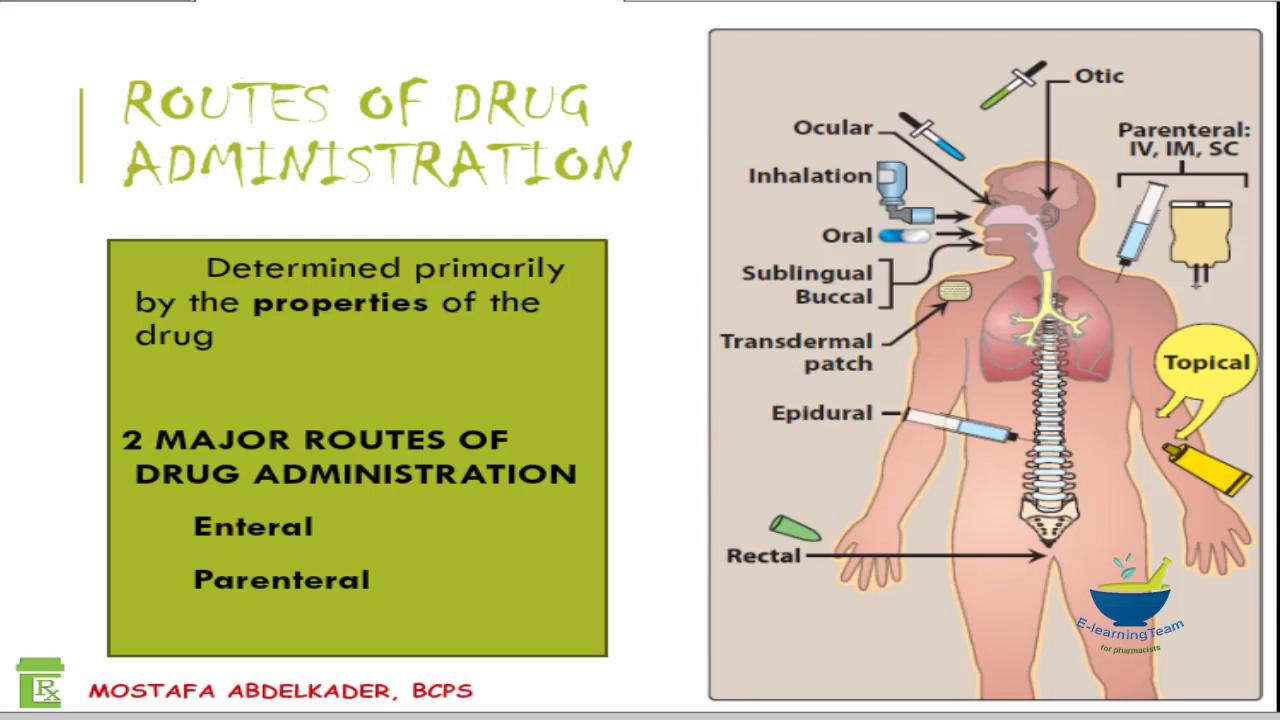 ROUTES OF DRUG
ADMINISTRATION
Determined primarily
by the properties of the
drug
2 MAJOR ROUTES OF
DRUG ADMINISTRATION
Enteral
Parenteral
Rx
MOSTAFA ABDELKADER, BCPS
Otic
Ocular
Parenteral:
IV, IM, SC
Inhalation
Oral
Sublingual
Buccal
Transdermal
patch
Topical
Epidural
Rectal
E-learningTeam
for pharmacists